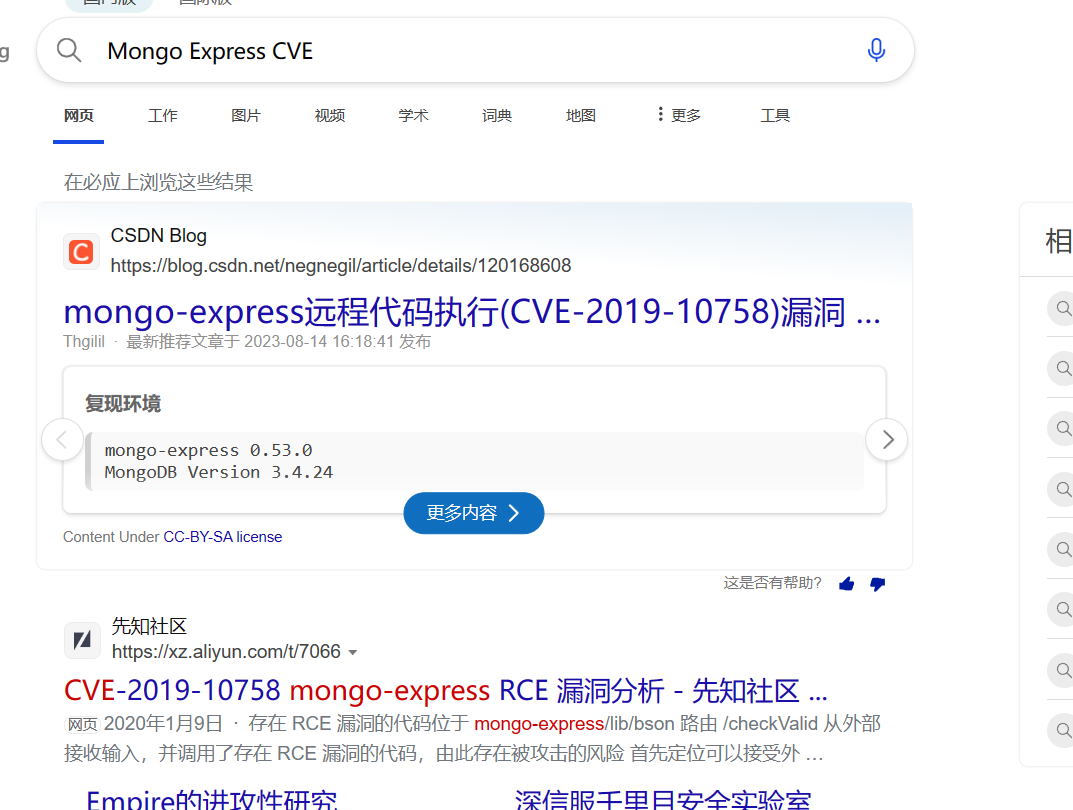 国内版 国际版
g
Mongo Express CVE
网页 工作 图片 视频 学术 词典 地图 更多 工具
在必应上浏览这些结果
相
CSDN Blog
https://blog.csdn.net/negnegil/article/details/120168608
mongo-express远程代码执行(CVE-2019-10758)漏洞 ...
Thgilil · 最新推荐文章于 2023-08-14 16:18:41 发布
复现环境
mongo-express 0.53.0
MongoDB Version 3.4.24
更多内容
Content Under CC-BY-SA license
这是否有帮助?
先知社区
https://xz.aliyun.com/t/7066
CVE-2019-10758 mongo-express RCE 漏洞分析 - 先知社区 ...
网页 2020年1月9日 · 存在 RCE 漏洞的代码位于 mongo-express/lib/bson 路由 /checkValid 从外部
接收输入，并调用了存在 RCE 漏洞的代码，由此存在被攻击的风险 首先定位可以接受外 …
Empire的进攻性研究 深信服千里目安全实验室